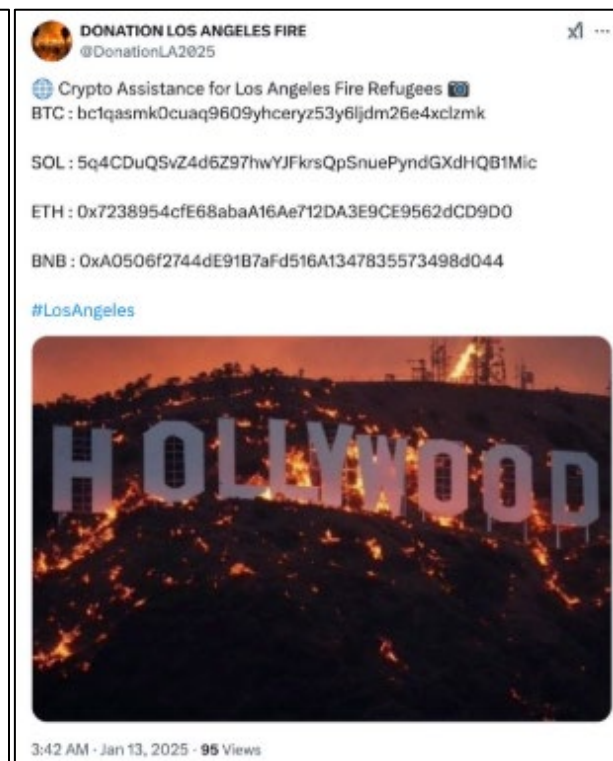 DONATION LOS ANGELES FIRE
@DonationLA2025
Crypto Assistance for Los Angeles Fire Refugees
BTC : bc1qasmk0cuaq9609yhceryz53y6ljdm26e4xclzmk
SOL : 5q4CDuQSvZ4d6Z97hwYJFkrsQpSnuePyndGXdHQB1Mic
ETH : 0x7238954cfE68abaA16Ae712DA3E9CE9562dCD9D0
BNB : 0xA0506f2744dE91B7aFd516A1347835573498d044
#LosAngeles
HOLLYWOOD
3:42 AM · Jan 13, 2025 · 95 Views